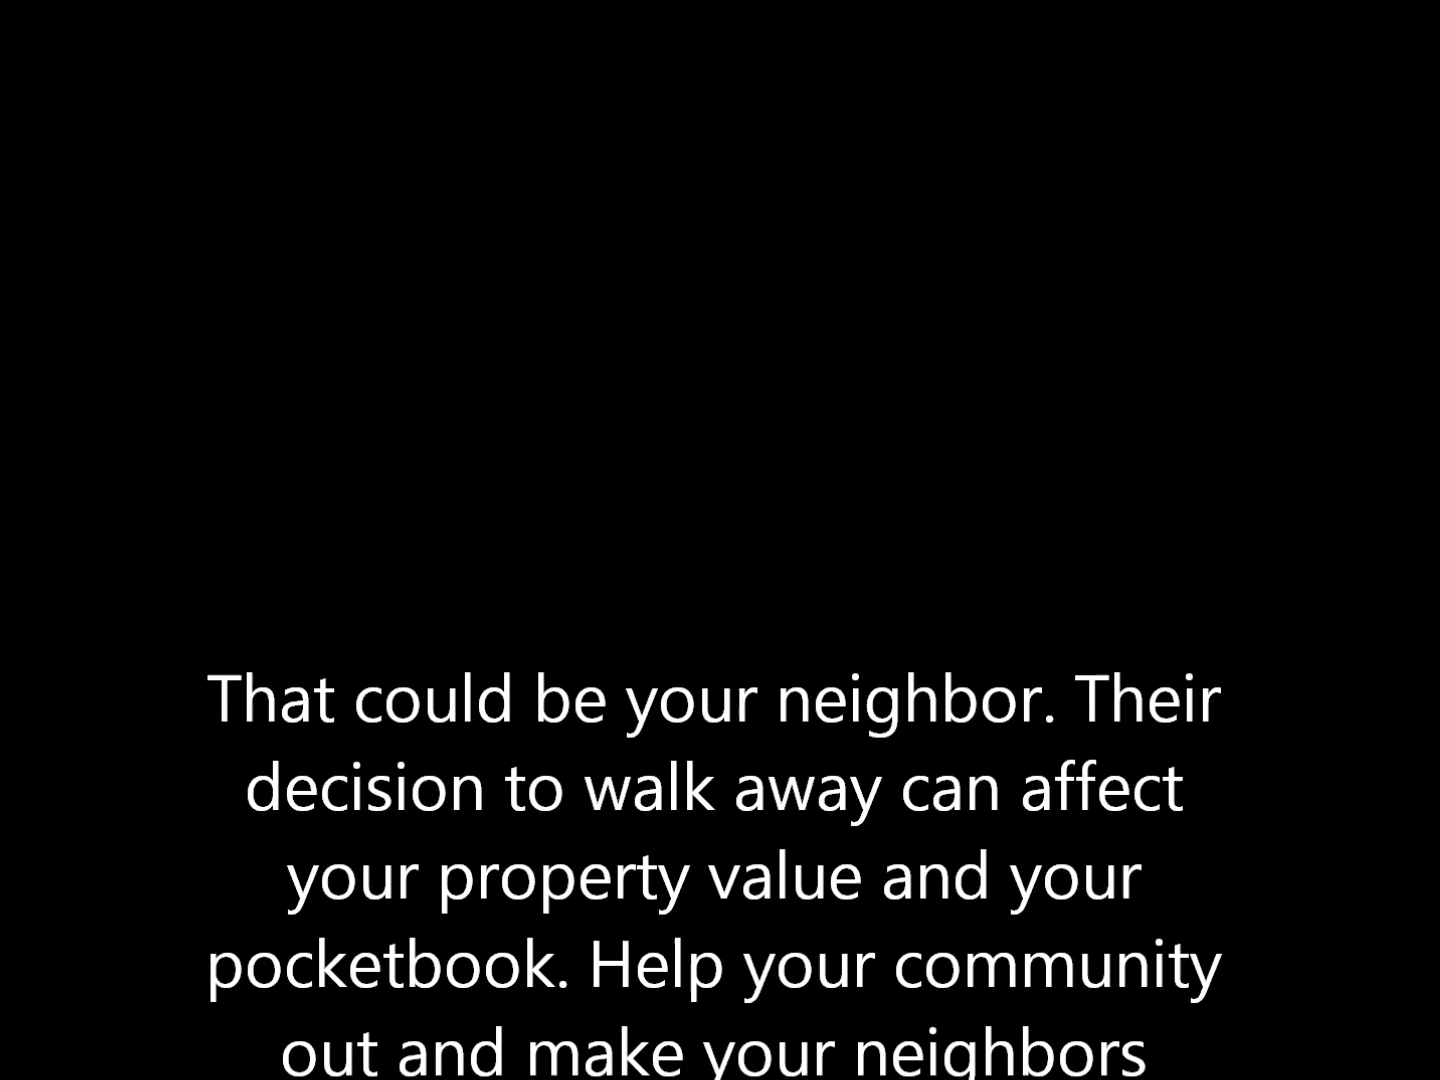 That could be your neighbor. Their
decision to walk away can affect
your property value and your
pocketbook. Help your community
out and make your neighbors